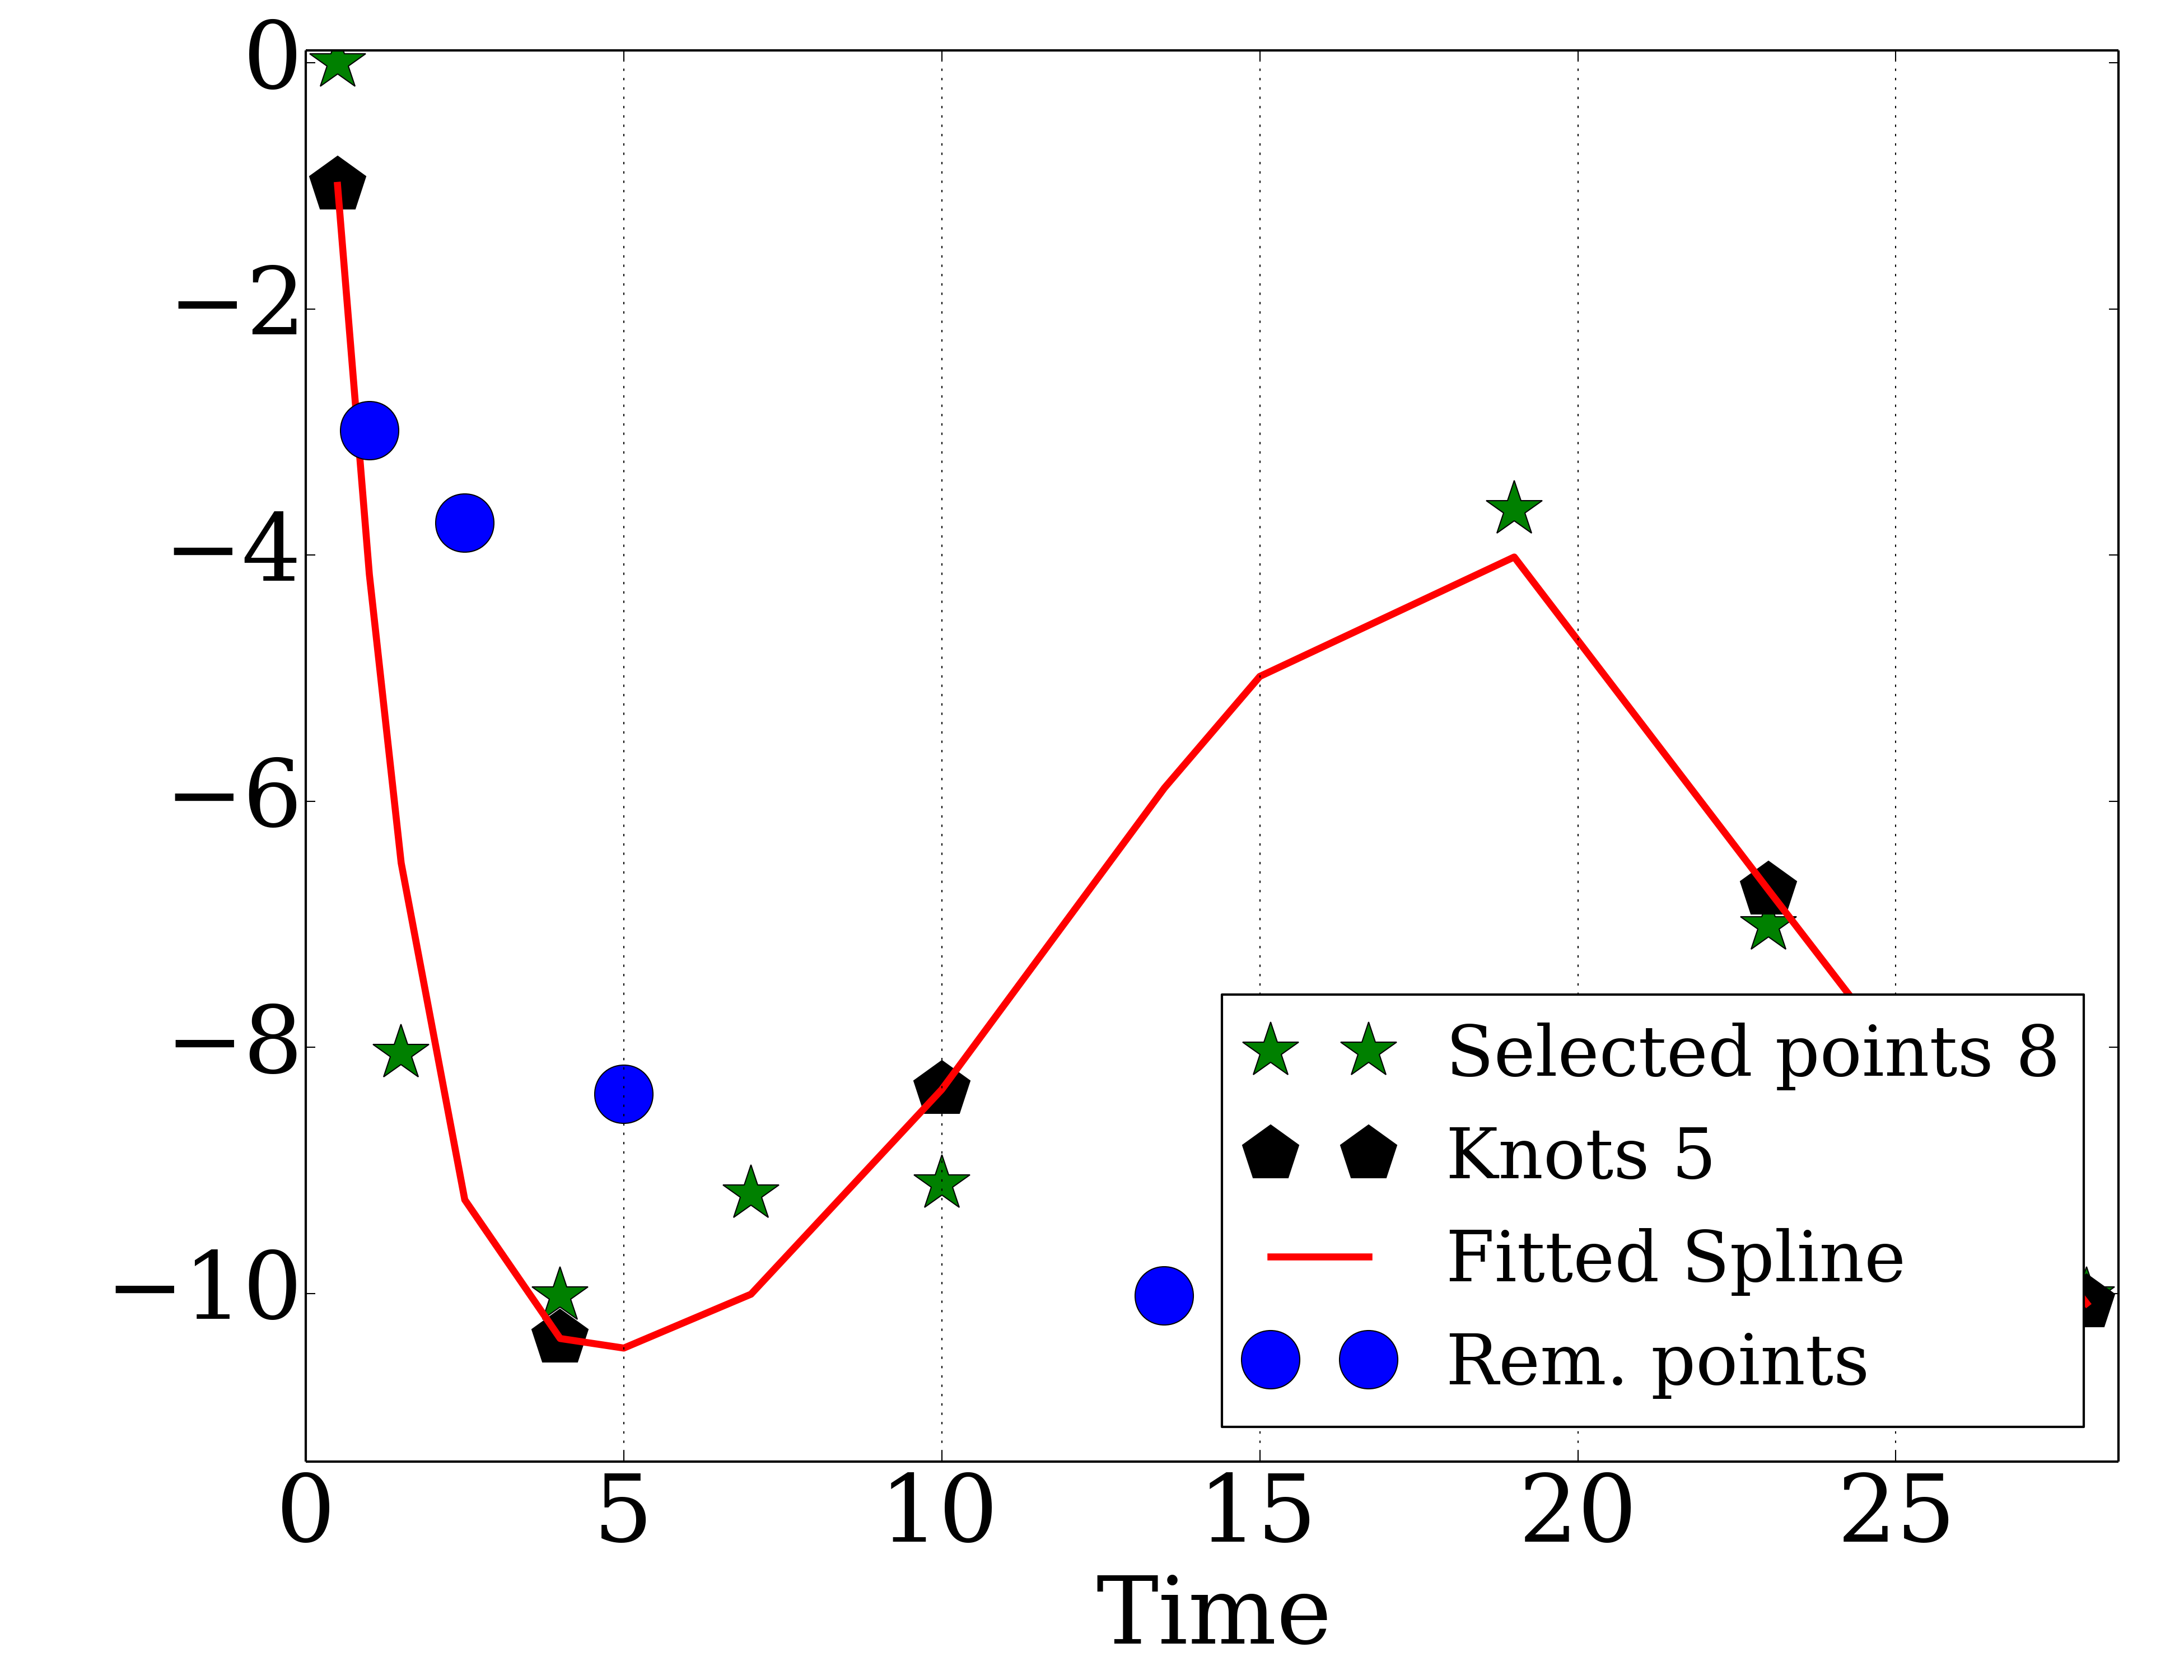 0
−2
−4
−6
−8
−10
Selected points 8
Knots 5
Fitted Spline
Rem. points
0 5 10 15 20 25
Time